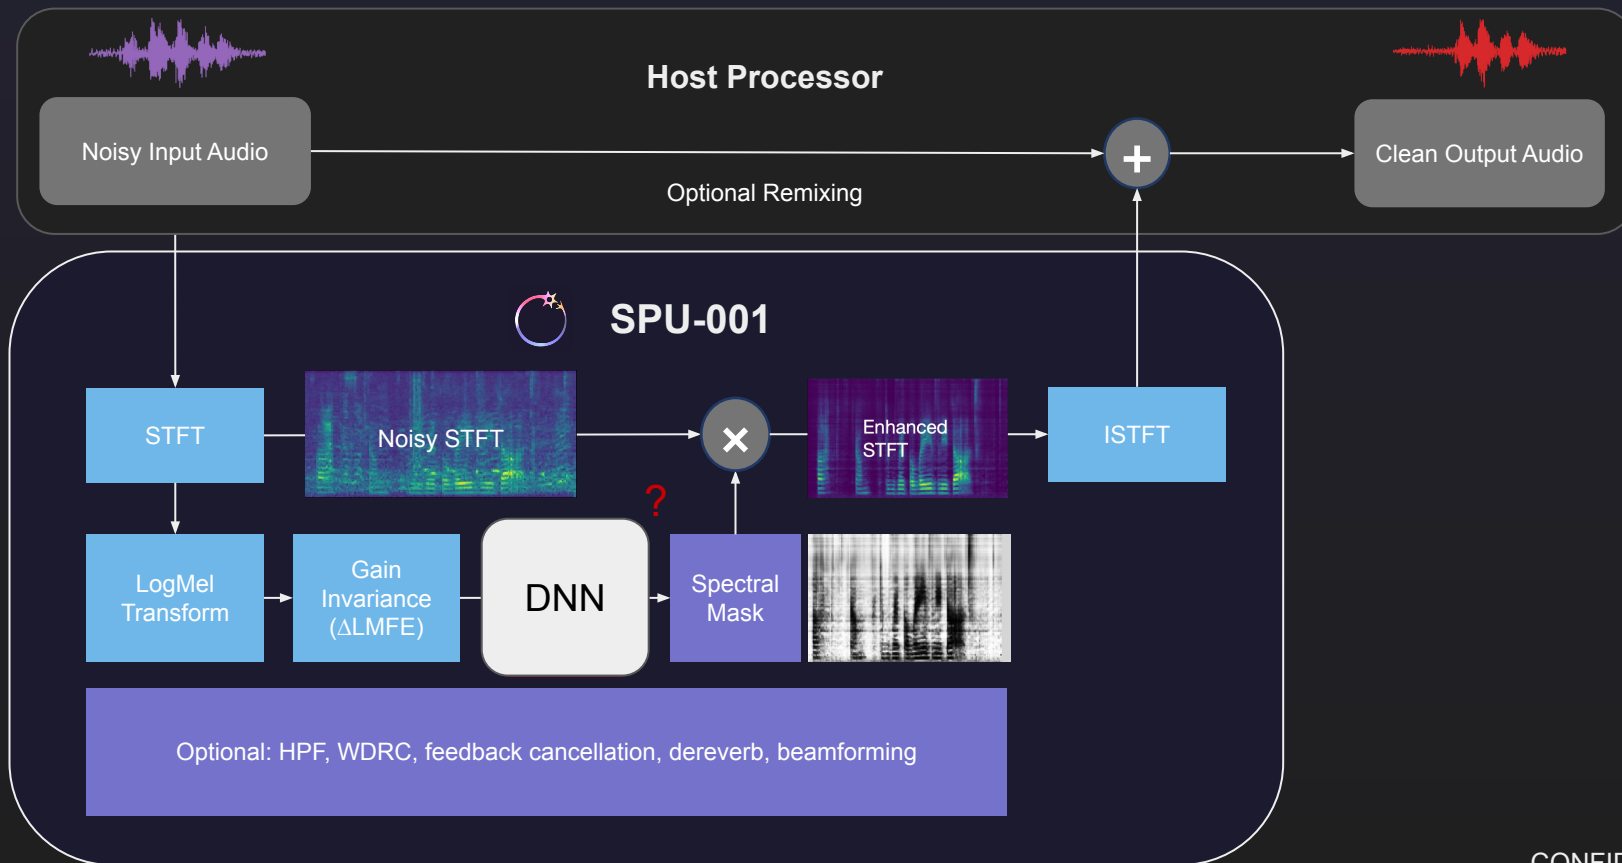 Host Processor
Noisy Input Audio
+
Clean Output Audio
Optional Remixing
SPU-001
STFT
Noisy STFT
×
Enhanced
STFT
ISTFT
?
LogMel
Transform
Gain
Invariance
(ΔLMFE)
DNN
Spectral
Mask
Optional: HPF, WDRC, feedback cancellation, dereverb, beamforming